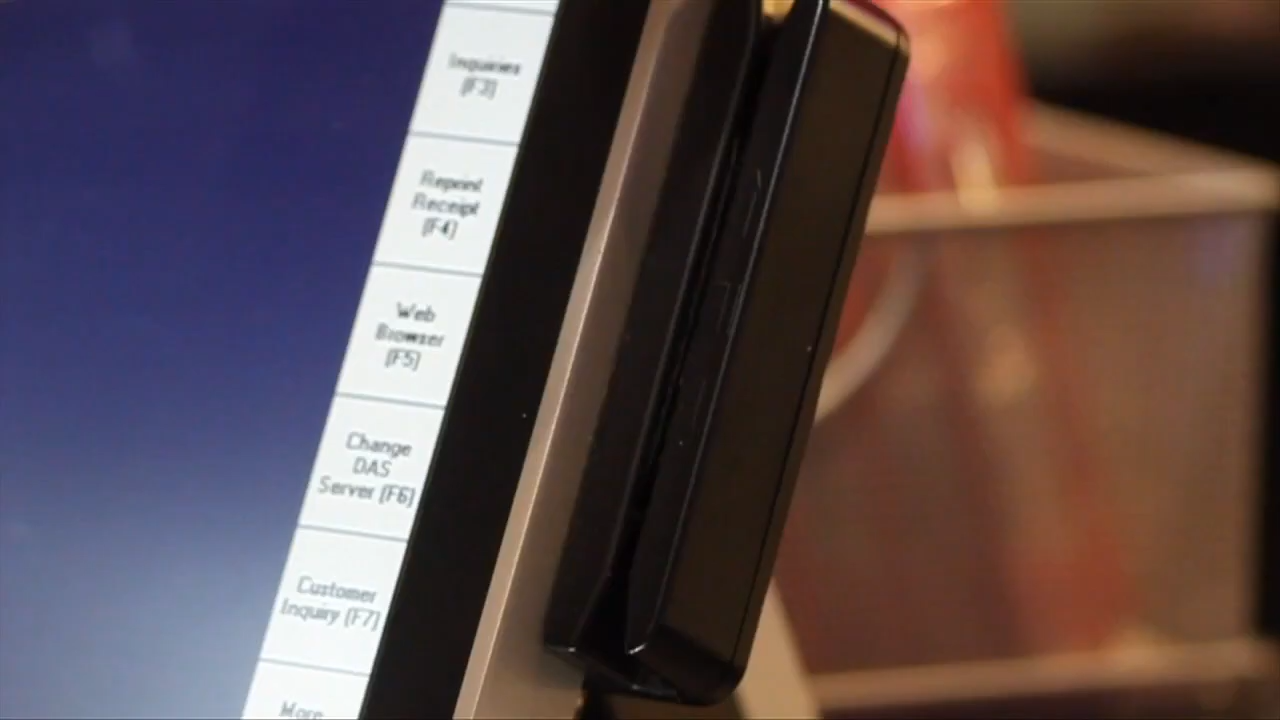 Inquiries
(F3)
Reprint
Receipt
(F4)
Web
Browser
(F5)
Change
DAS
Server (F6)
Customer
Inquiry (F7)
More